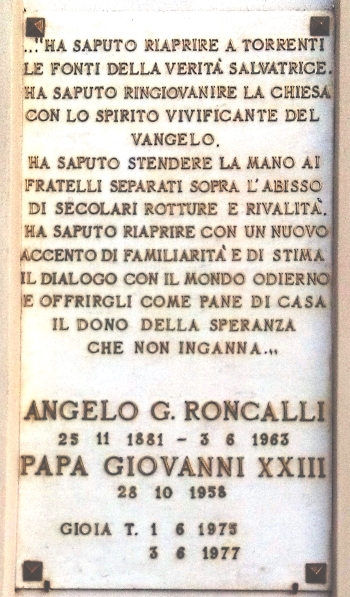 ..."HA SAPUTO RIAPRIRE A TORRENTI
LE FONTI DELLA VERITÀ SALVATRICE.
HA SAPUTO RINGIOVANIRE LA CHIESA
CON LO SPIRITO VIVIFICANTE DEL
VANGELO.
HA SAPUTO STENDERE LA MANO AI
FRATELLI SEPARATI SOPRA L'ABISSO
DI SECOLARI ROTTURE E RIVALITÀ.
HA SAPUTO RIAPRIRE CON UN NUOVO
ACCENTO DI FAMILIARITÀ E DI STIMA
IL DIALOGO CON IL MONDO ODIERNO
E OFFRIRGLI COME PANE DI CASA
IL DONO DELLA SPERANZA
CHE NON INGANNA...
ANGELO G. RONCALLI
25 11 1881 - 3 6 1963
PAPA GIOVANNI XXIII
28 10 1958
GIOIA T. 1 6 1975
3 6 1977